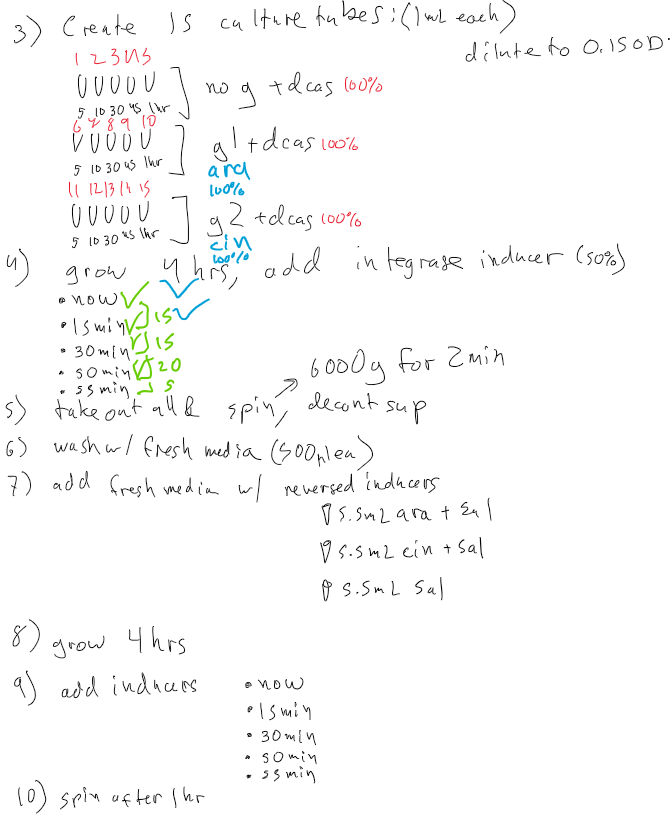 3) Create 15 culture tubes: (1mL each)
dilute to 0.15OD.
1 2 3 4 5
5 10 30 45 1hr
no g + dcas 100%
6 7 8 9 10
5 10 30 45 1hr
g1 + dcas 100%
ara
100%
11 12 13 14 15
5 10 30 45 1hr
g2 + dcas 100%
cin
100%
4) grow 4 hrs, add integrase inducer (50%)
• now
• 15 min 15
• 30 min 15
• 50 min 20
• 55 min 5
6000g for 2 min
5) take out all & spin, decant sup
6) wash w/ fresh media (500 ea)
7) add fresh media w/ reversed inducers
5.5mL ara + Sal
5.5mL cin + Sal
5.5mL Sal
8) grow 4 hrs
9) add inducers
• now
• 15 min
• 30 min
• 50 min
• 55 min
10) spin after 1hr